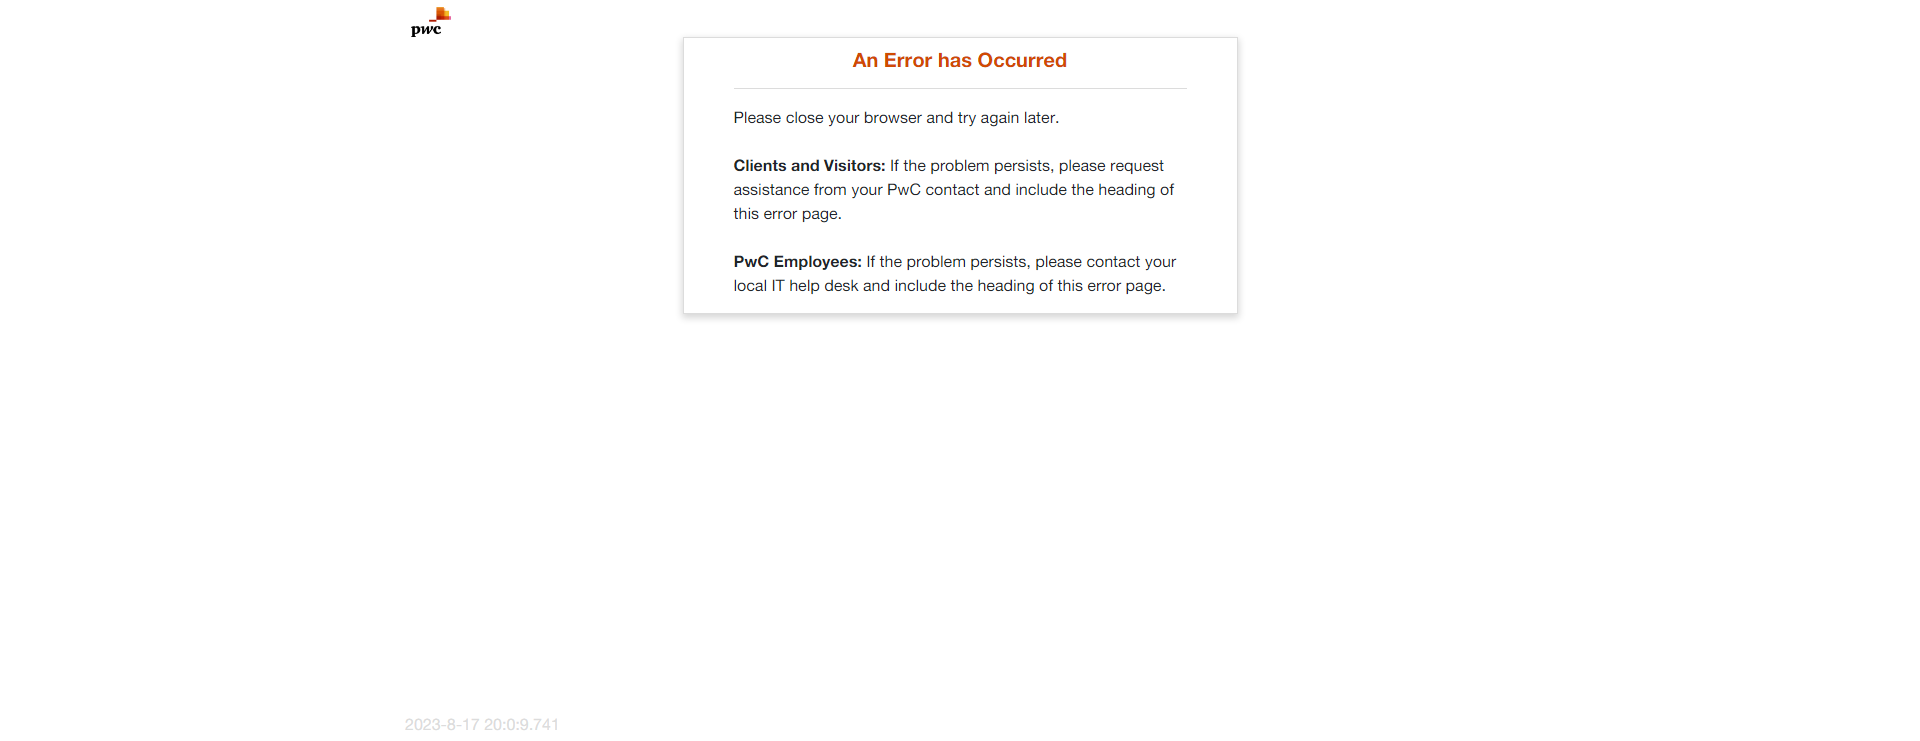 pwc
An Error has Occurred
Please close your browser and try again later.
Clients and Visitors: If the problem persists, please request
assistance from your PwC contact and include the heading of
this error page.
PwC Employees: If the problem persists, please contact your
local IT help desk and include the heading of this error page.
2023-8-17 20:0:9.741